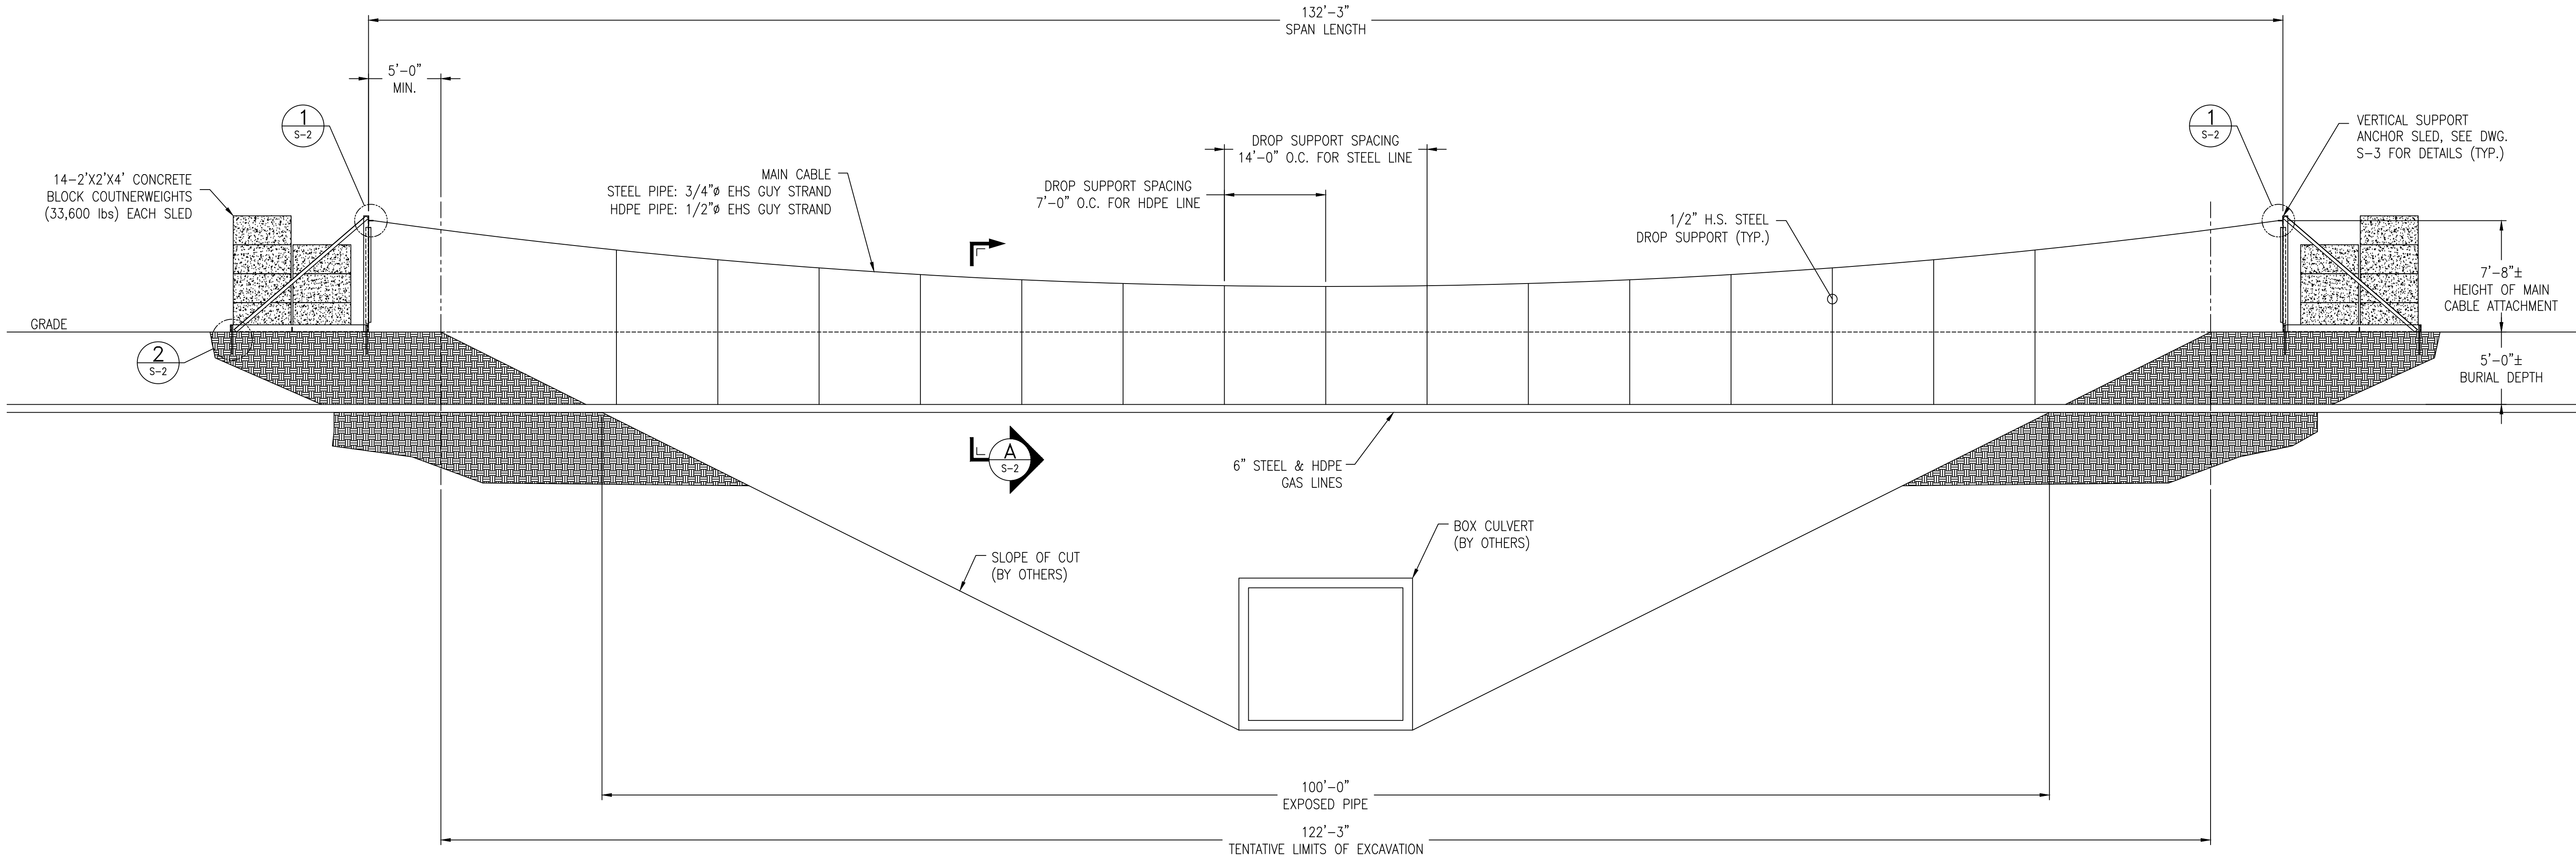 132'-3"
SPAN LENGTH
5'-0"
MIN.
1
S-2
1
S-2
VERTICAL SUPPORT
ANCHOR SLED, SEE DWG.
S-3 FOR DETAILS (TYP.)
14-2'X2'X4' CONCRETE
BLOCK COUTNERWEIGHTS
(33,600 lbs) EACH SLED
MAIN CABLE
STEEL PIPE: 3/4"ø EHS GUY STRAND
HDPE PIPE: 1/2"ø EHS GUY STRAND
DROP SUPPORT SPACING
14'-0" O.C. FOR STEEL LINE
DROP SUPPORT SPACING
7'-0" O.C. FOR HDPE LINE
1/2" H.S. STEEL
DROP SUPPORT (TYP.)
7'-8"±
HEIGHT OF MAIN
CABLE ATTACHMENT
GRADE
2
S-2
5'-0"±
BURIAL DEPTH
A
S-2
6" STEEL & HDPE
GAS LINES
BOX CULVERT
(BY OTHERS)
SLOPE OF CUT
(BY OTHERS)
100'-0"
EXPOSED PIPE
122'-3"
TENTATIVE LIMITS OF EXCAVATION